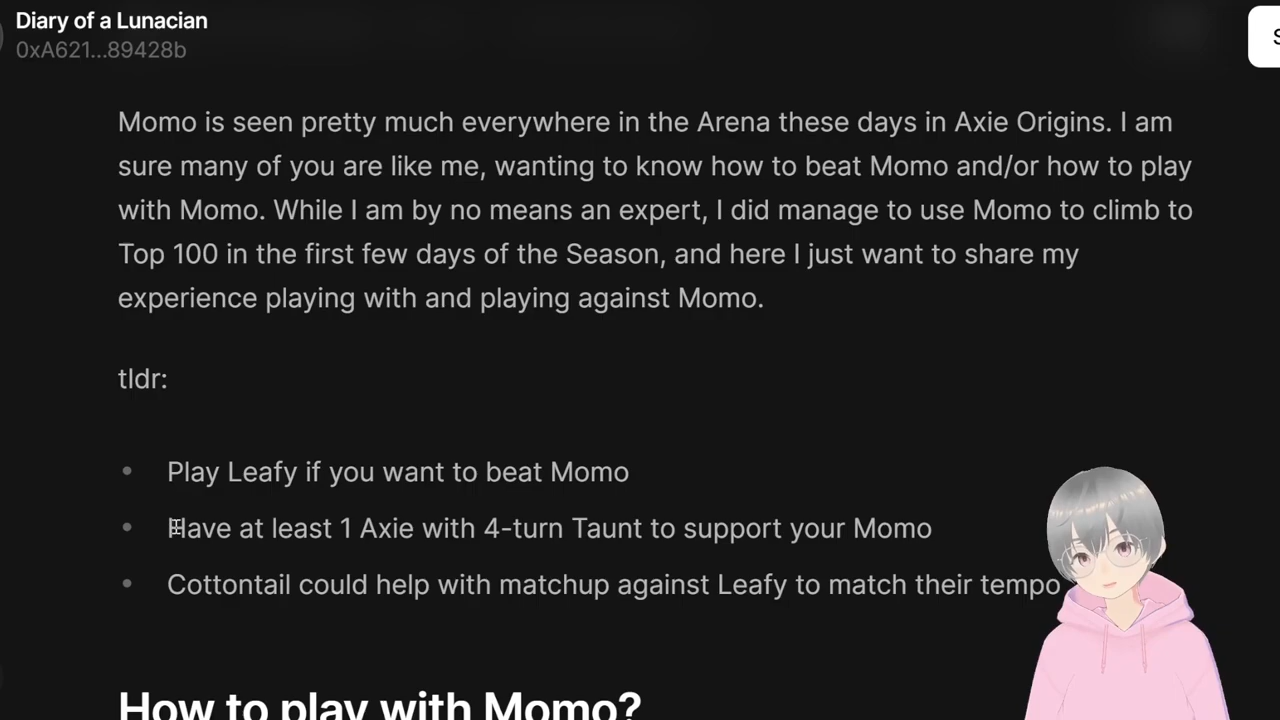 Diary of a Lunacian
0xA621...89428b
S
Momo is seen pretty much everywhere in the Arena these days in Axie Origins. I am
sure many of you are like me, wanting to know how to beat Momo and/or how to play
with Momo. While I am by no means an expert, I did manage to use Momo to climb to
Top 100 in the first few days of the Season, and here I just want to share my
experience playing with and playing against Momo.
tldr:
• Play Leafy if you want to beat Momo
• Have at least 1 Axie with 4-turn Taunt to support your Momo
• Cottontail could help with matchup against Leafy to match their tempo
How to play with Momo?